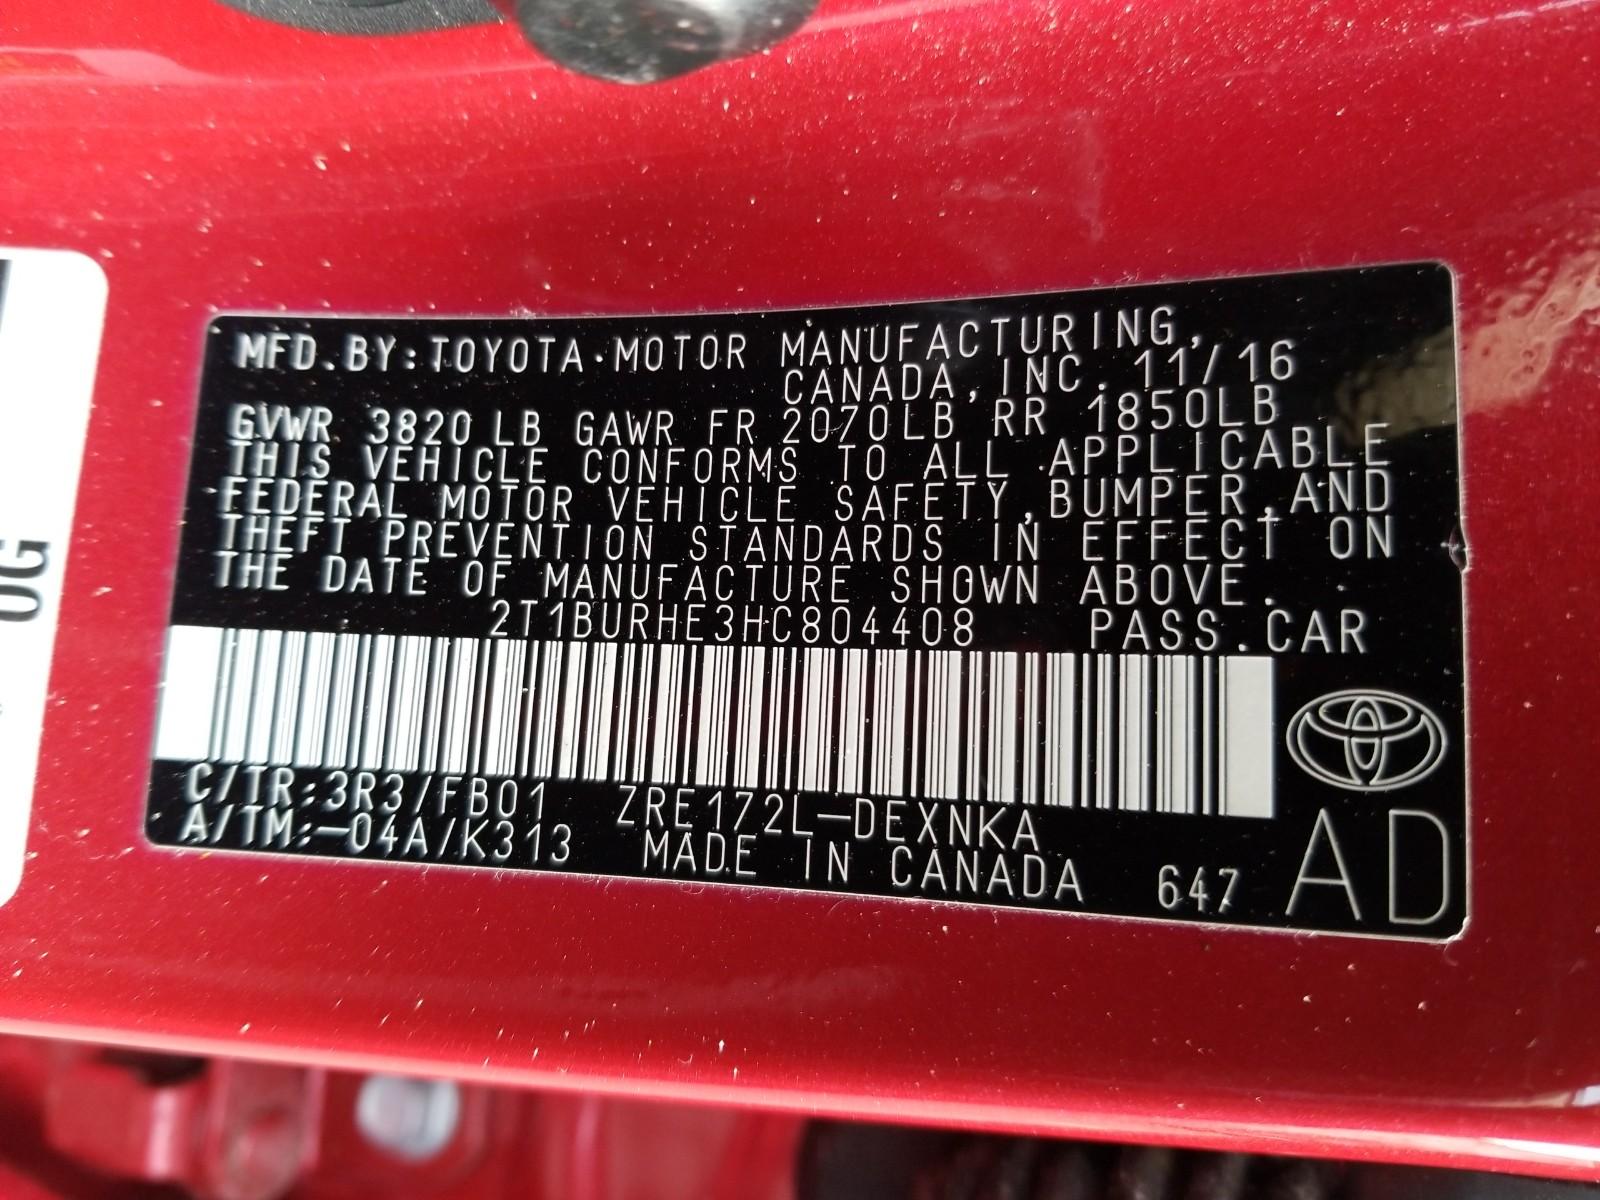 MFD.BY:TOYOTA MOTOR MANUFACTURING,
CANADA, INC. 11/16
GVWR 3820 LB GAWR FR 2070LB RR 1850LB
THIS VEHICLE CONFORMS TO ALL APPLICABLE
FEDERAL MOTOR VEHICLE SAFETY,BUMPER,AND
THEFT PREVENTION STANDARDS IN EFFECT ON
THE DATE OF MANUFACTURE SHOWN ABOVE.
2T1BURHE3HC804408 PASS.CAR
C/TR:3R3/FB01 ZRE172L-DEXNKA
A/TM:-04A/K313 MADE IN CANADA 647 AD
0G